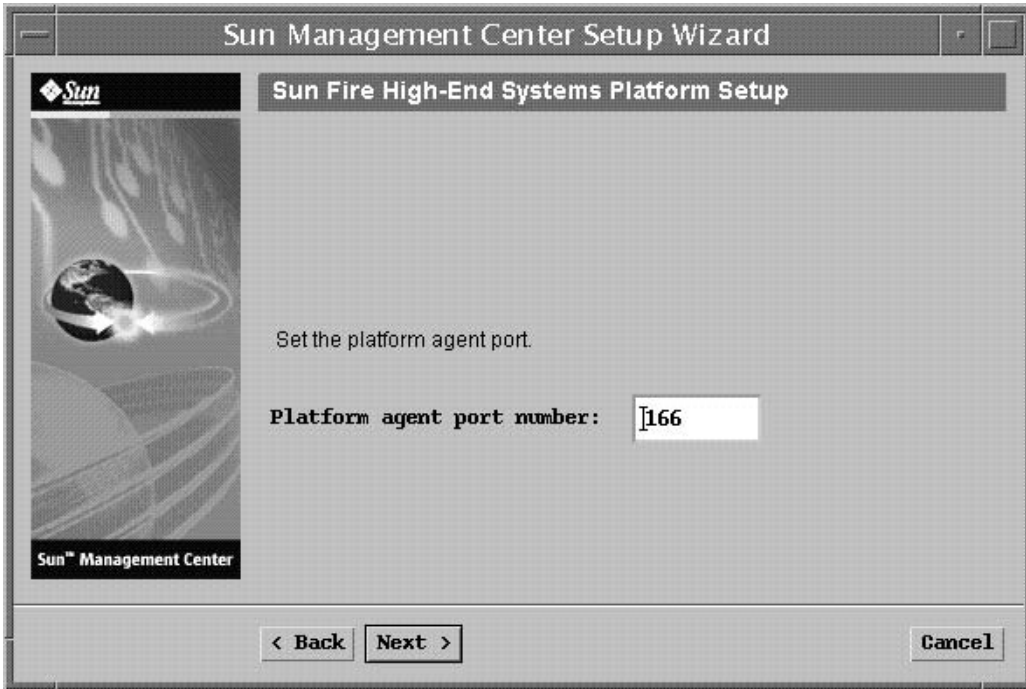 Sun Management Center Setup Wizard
Sun
Sun Fire High-End Systems Platform Setup
Set the platform agent port.
Platform agent port number: 166
Sun™ Management Center
< Back Next > Cancel